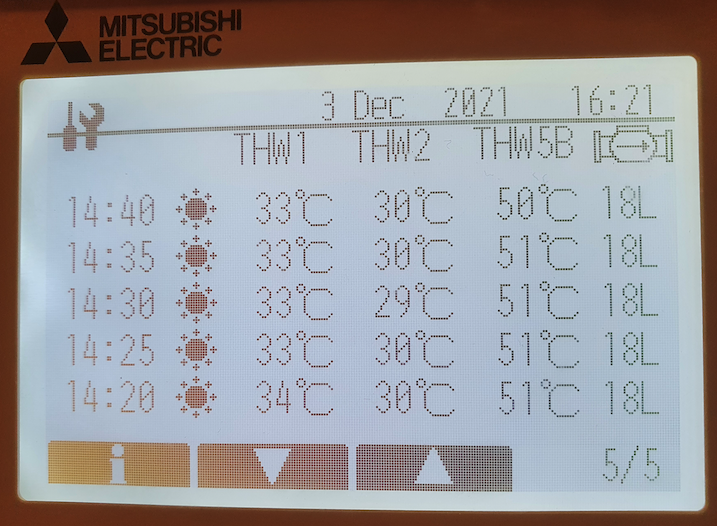 MITSUBISHI
ELECTRIC
3 Dec 2021 16:21
THW1 THW2 THW5B
14:40 33℃ 30℃ 50℃ 18L
14:35 33℃ 30℃ 51℃ 18L
14:30 33℃ 29℃ 51℃ 18L
14:25 33℃ 30℃ 51℃ 18L
14:20 34℃ 30℃ 51℃ 18L
i 5/5